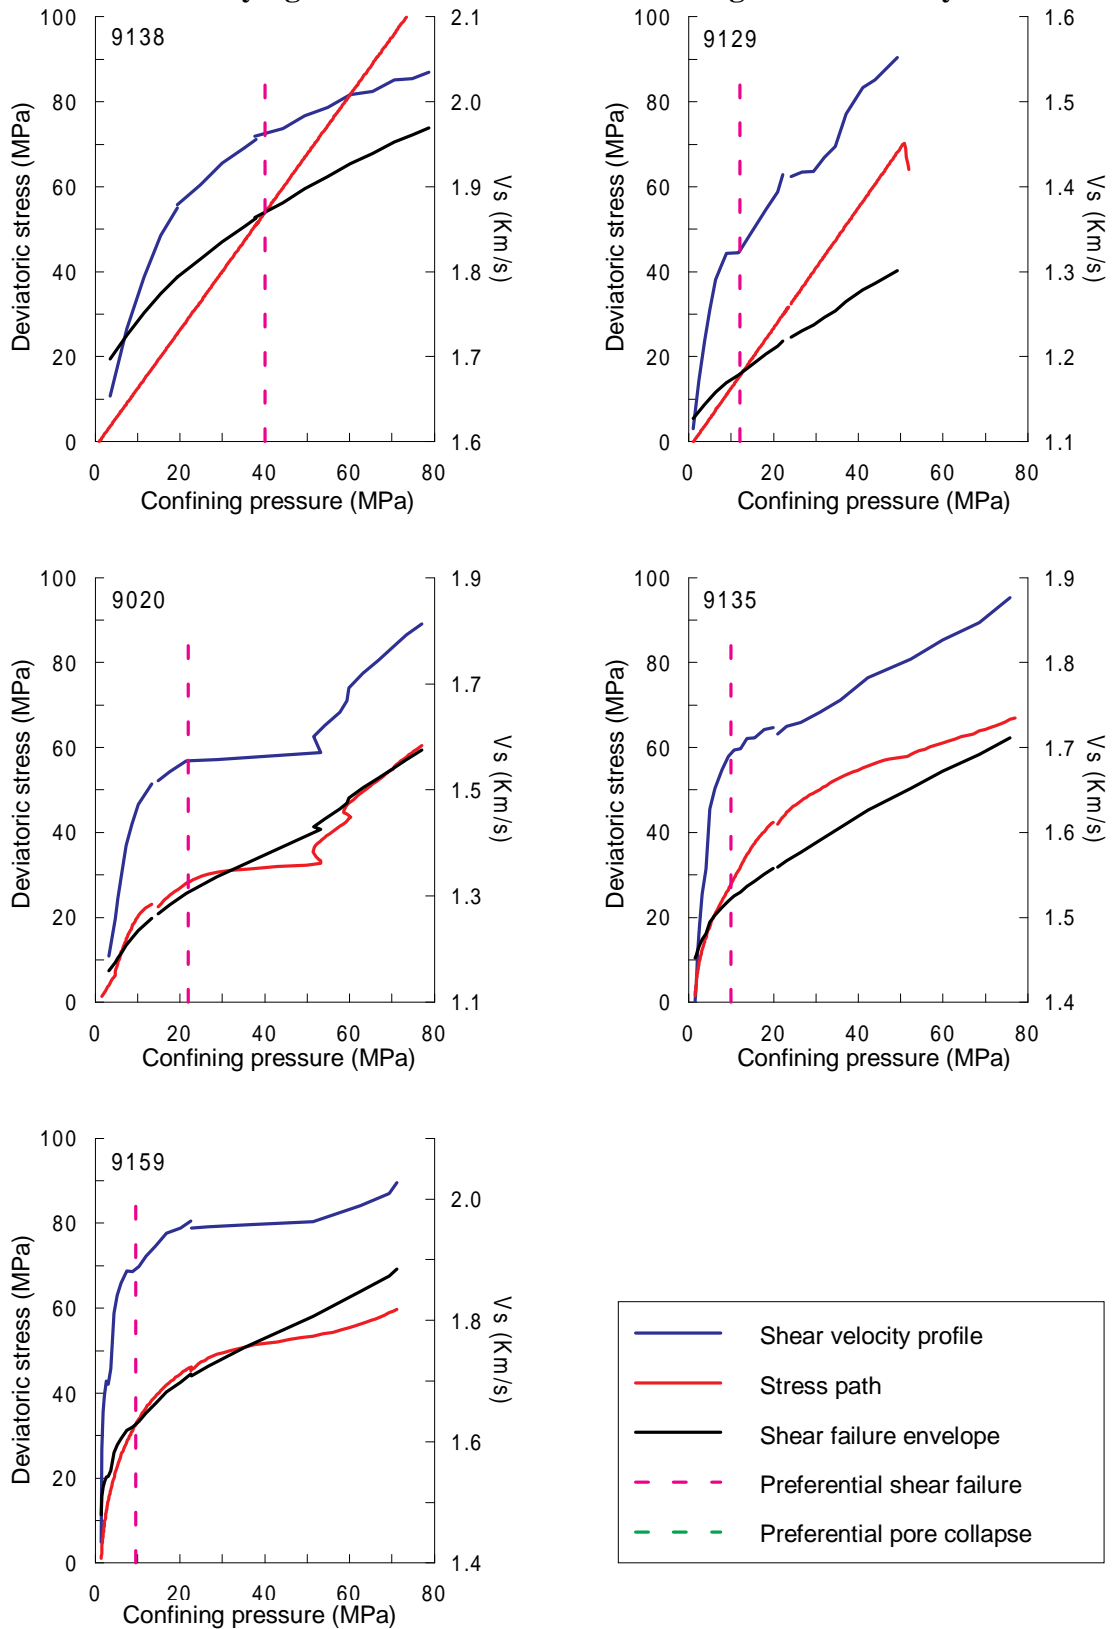 9138
Deviatoric stress (MPa)
100
80
60
40
20
0
2.1
2.0
1.9
1.8
1.7
1.6
Vs (Km/s)
0 20 40 60 80
Confining pressure (MPa)
9129
Deviatoric stress (MPa)
100
80
60
40
20
0
1.6
1.5
1.4
1.3
1.2
1.1
Vs (Km/s)
0 20 40 60 80
Confining pressure (MPa)
9020
Deviatoric stress (MPa)
100
80
60
40
20
0
1.9
1.7
1.5
1.3
1.1
Vs (Km/s)
0 20 40 60 80
Confining pressure (MPa)
9135
Deviatoric stress (MPa)
100
80
60
40
20
0
1.9
1.8
1.7
1.6
1.5
1.4
Vs (Km/s)
0 20 40 60 80
Confining pressure (MPa)
9159
Deviatoric stress (MPa)
100
80
60
40
20
0
2.0
1.8
1.6
1.4
Vs (Km/s)
0 20 40 60 80
Confining pressure (MPa)
Shear velocity profile
Stress path
Shear failure envelope
Preferential shear failure
Preferential pore collapse